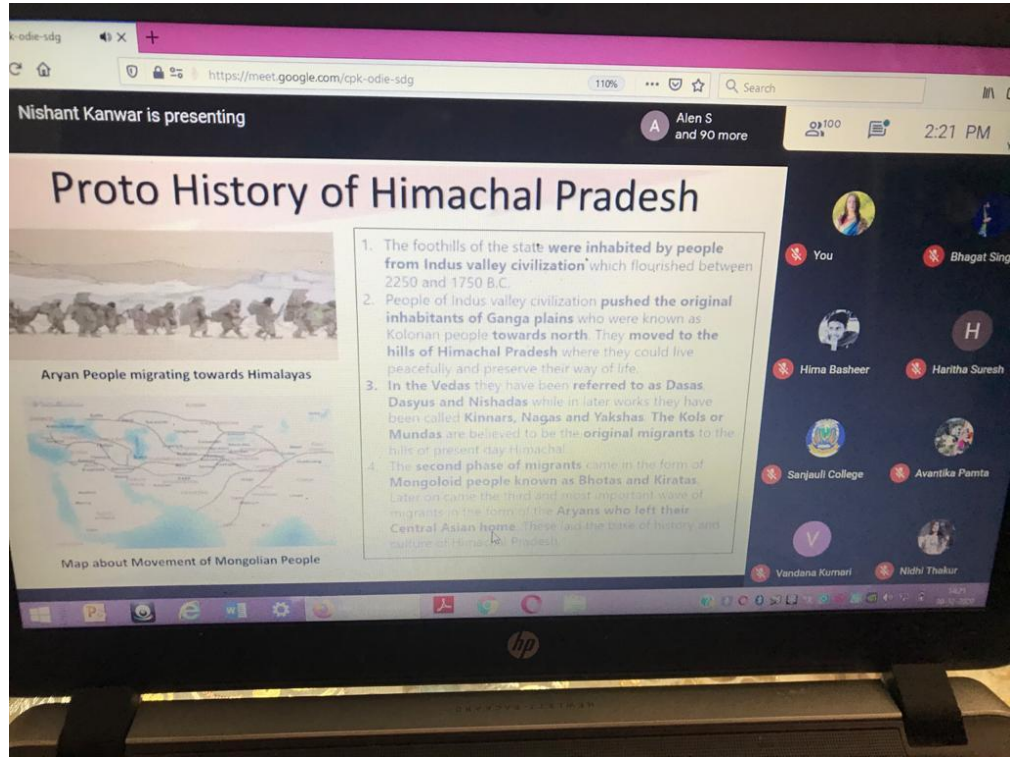 k-odie-sdg
https://meet.google.com/cpk-odie-sdg
110%
Search
Nishant Kanwar is presenting
A
Alen S
and 90 more
100
2:21 PM
Proto History of Himachal Pradesh
Aryan People migrating towards Himalayas
Map about Movement of Mongolian People
1. The foothills of the state were inhabited by people
from Indus valley civilization which flourished between
2250 and 1750 B.C.
2. People of Indus valley civilization pushed the original
inhabitants of Ganga plains who were known as
Kolorian people towards north. They moved to the
hills of Himachal Pradesh where they could live
peacefully and preserve their way of life.
3. In the Vedas they have been referred to as Dasas
Dasyus and Nishadas while in later works they have
been called Kinnars, Nagas and Yakshas. The Kols or
Mundas are believed to be the original migrants to the
hills of present day Himachal.
4. The second phase of migrants came in the form of
Mongoloid people known as Bhotas and Kiratas.
Later on came the third and most important wave of
migrants in the form of the Aryans who left their
Central Asian home. These laid the base of history and
culture of Himachal Pradesh.
You
Bhagat Sing
Hima Basheer
H
Haritha Suresh
Sanjauli College
Avantika Pamta
V
Vandana Kumari
Nidhi Thakur
14:21
hp
HEWLETT-PACKARD